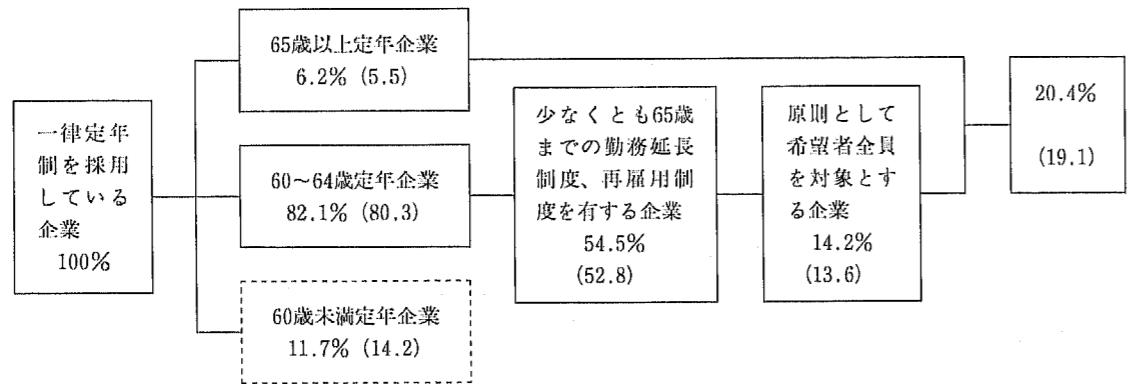 一律定年
制を採用
している
企業
100%
65歳以上定年企業
6.2% (5.5)
60～64歳定年企業
82.1% (80.3)
60歳未満定年企業
11.7% (14.2)
少なくとも65歳
までの勤務延長
制度、再雇用制
度を有する企業
54.5%
(52.8)
原則として
希望者全員
を対象とす
る企業
14.2%
(13.6)
20.4%
(19.1)